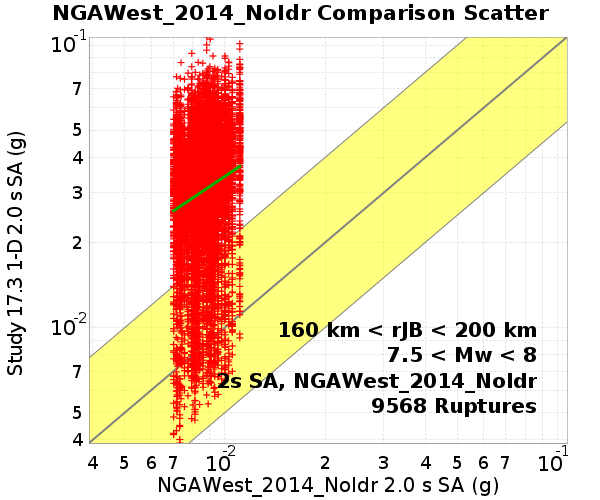 NGAWest_2014_NoIdr Comparison Scatter
Study 17.3 1-D 2.0 s SA (g)
10-1
7
5
4
3
2
10-2
7
5
4
160 km < rJB < 200 km
7.5 < Mw < 8
2s SA, NGAWest_2014_NoIdr
9568 Ruptures
4 5 6 7 10-2 2 3 4 5 6 7 10-1
NGAWest_2014_NoIdr 2.0 s SA (g)